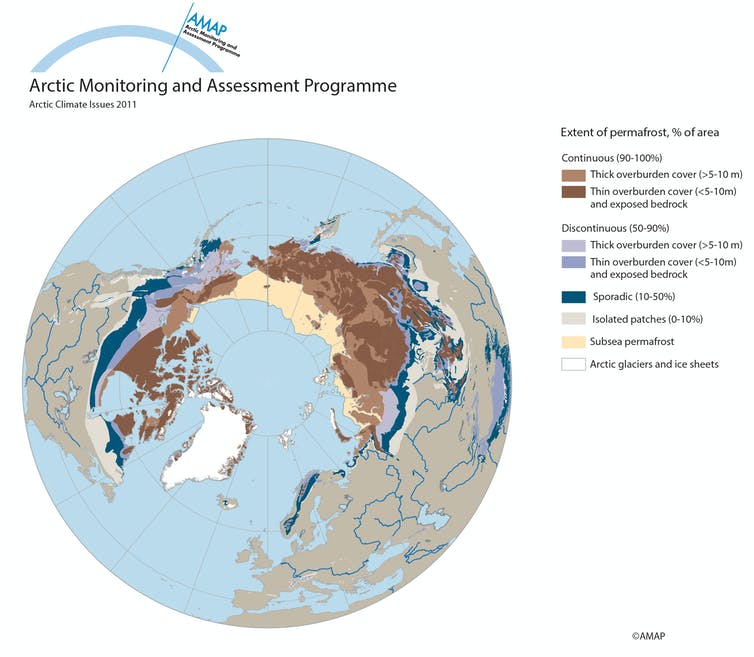 AMAP
Arctic Monitoring and
Assessment Programme
Arctic Monitoring and Assessment Programme
Arctic Climate Issues 2011
Extent of permafrost, % of area
Continuous (90-100%)
Thick overburden cover (>5-10 m)
Thin overburden cover (<5-10m)
and exposed bedrock
Discontinuous (50-90%)
Thick overburden cover (>5-10 m)
Thin overburden cover (<5-10m)
and exposed bedrock
Sporadic (10-50%)
Isolated patches (0-10%)
Subsea permafrost
Arctic glaciers and ice sheets
©AMAP